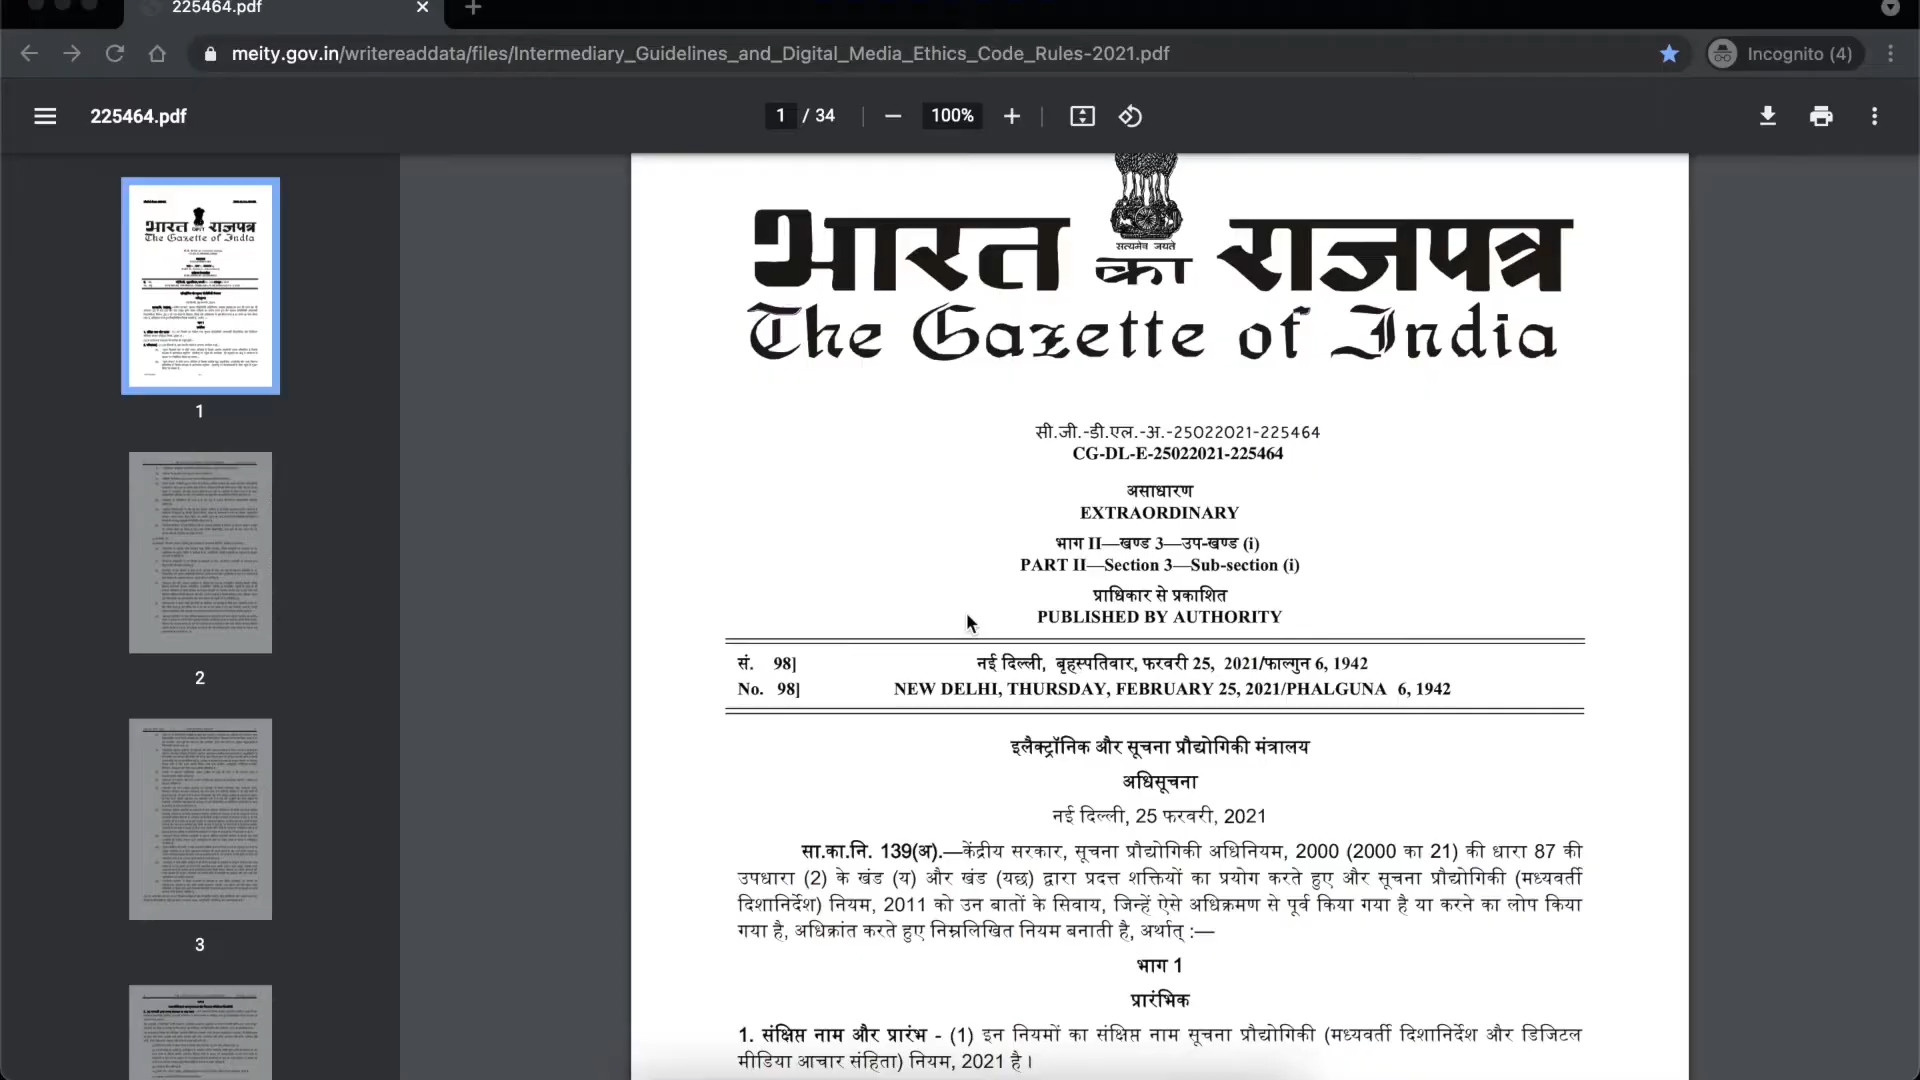 225464.pdf
meity.gov.in/writereaddata/files/Intermediary_Guidelines_and_Digital_Media_Ethics_Code_Rules-2021.pdf
Incognito (4)
225464.pdf
1 / 34
100%
भारत का राजपत्र
सत्यमेव जयते
The Gazette of India
सी.जी.-डी.एल.-अ.-25022021-225464
CG-DL-E-25022021-225464
असाधारण
EXTRAORDINARY
भाग II—खण्ड 3—उप-खण्ड (i)
PART II—Section 3—Sub-section (i)
प्राधिकार से प्रकाशित
PUBLISHED BY AUTHORITY
सं. 98] नई दिल्ली, बृहस्पतिवार, फरवरी 25, 2021/फाल्गुन 6, 1942
No. 98] NEW DELHI, THURSDAY, FEBRUARY 25, 2021/PHALGUNA 6, 1942
इलैक्ट्रॉनिक और सूचना प्रौद्योगिकी मंत्रालय
अधिसूचना
नई दिल्ली, 25 फरवरी, 2021
सा.का.नि. 139(अ).—केंद्रीय सरकार, सूचना प्रौद्योगिकी अधिनियम, 2000 (2000 का 21) की धारा 87 की
उपधारा (2) के खंड (य) और खंड (यछ) द्वारा प्रदत्त शक्तियों का प्रयोग करते हुए और सूचना प्रौद्योगिकी (मध्यवर्ती
दिशानिर्देश) नियम, 2011 को उन बातों के सिवाय, जिन्हें ऐसे अधिक्रमण से पूर्व किया गया है या करने का लोप किया
गया है, अधिक्रांत करते हुए निम्नलिखित नियम बनाती है, अर्थात् :—
भाग 1
प्रारंभिक
1. संक्षिप्त नाम और प्रारंभ - (1) इन नियमों का संक्षिप्त नाम सूचना प्रौद्योगिकी (मध्यवर्ती दिशानिर्देश और डिजिटल
मीडिया आचार संहिता) नियम, 2021 है।
भारत का राजपत्र
The Gazette of India
1
2
3